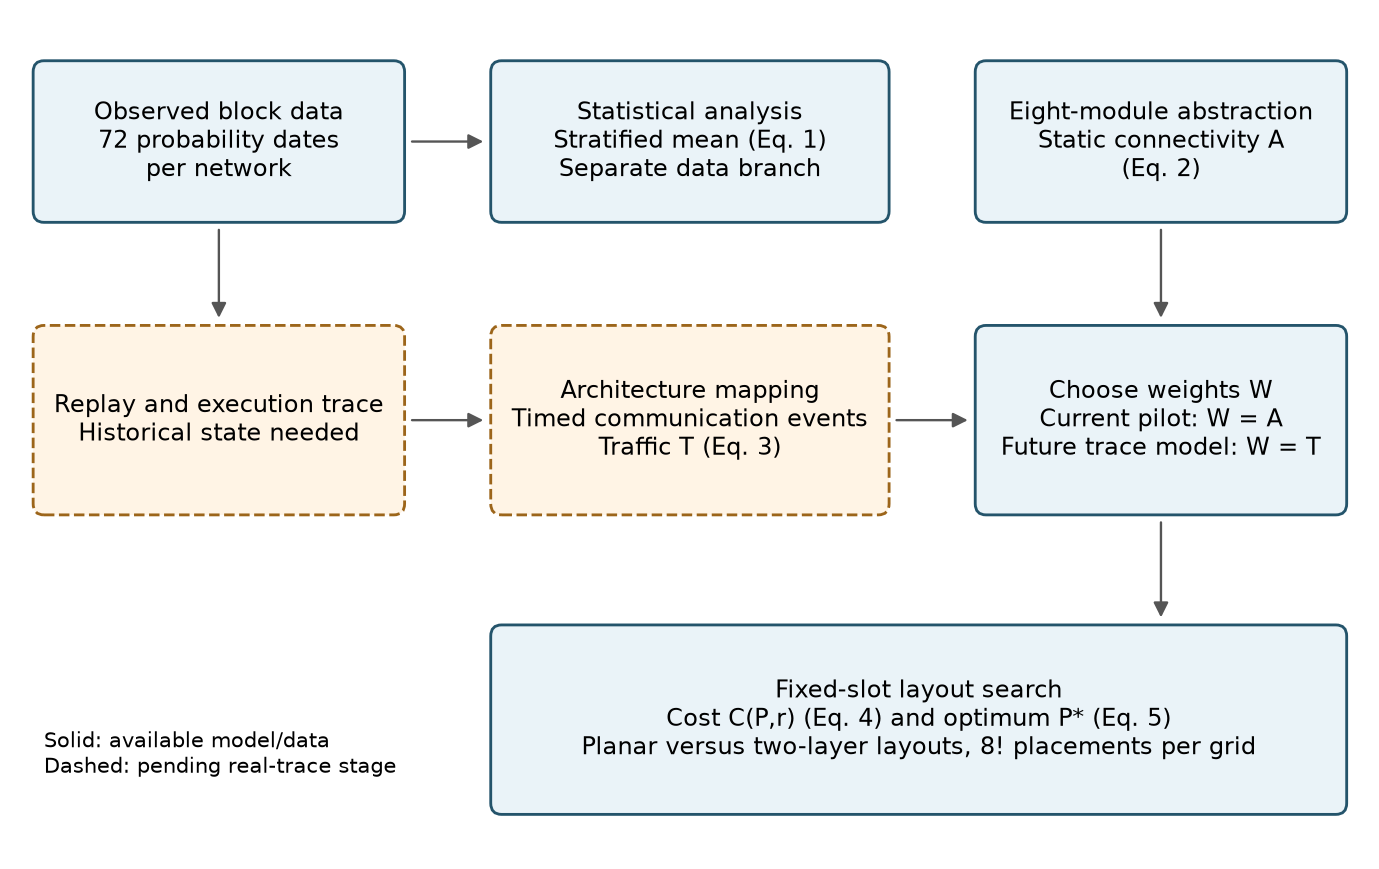 Observed block data
72 probability dates
per network
Statistical analysis
Stratified mean (Eq. 1)
Separate data branch
Eight-module abstraction
Static connectivity A
(Eq. 2)
Replay and execution trace
Historical state needed
Architecture mapping
Timed communication events
Traffic T (Eq. 3)
Choose weights W
Current pilot: W = A
Future trace model: W = T
Fixed-slot layout search
Cost C(P,r) (Eq. 4) and optimum P* (Eq. 5)
Planar versus two-layer layouts, 8! placements per grid
Solid: available model/data
Dashed: pending real-trace stage